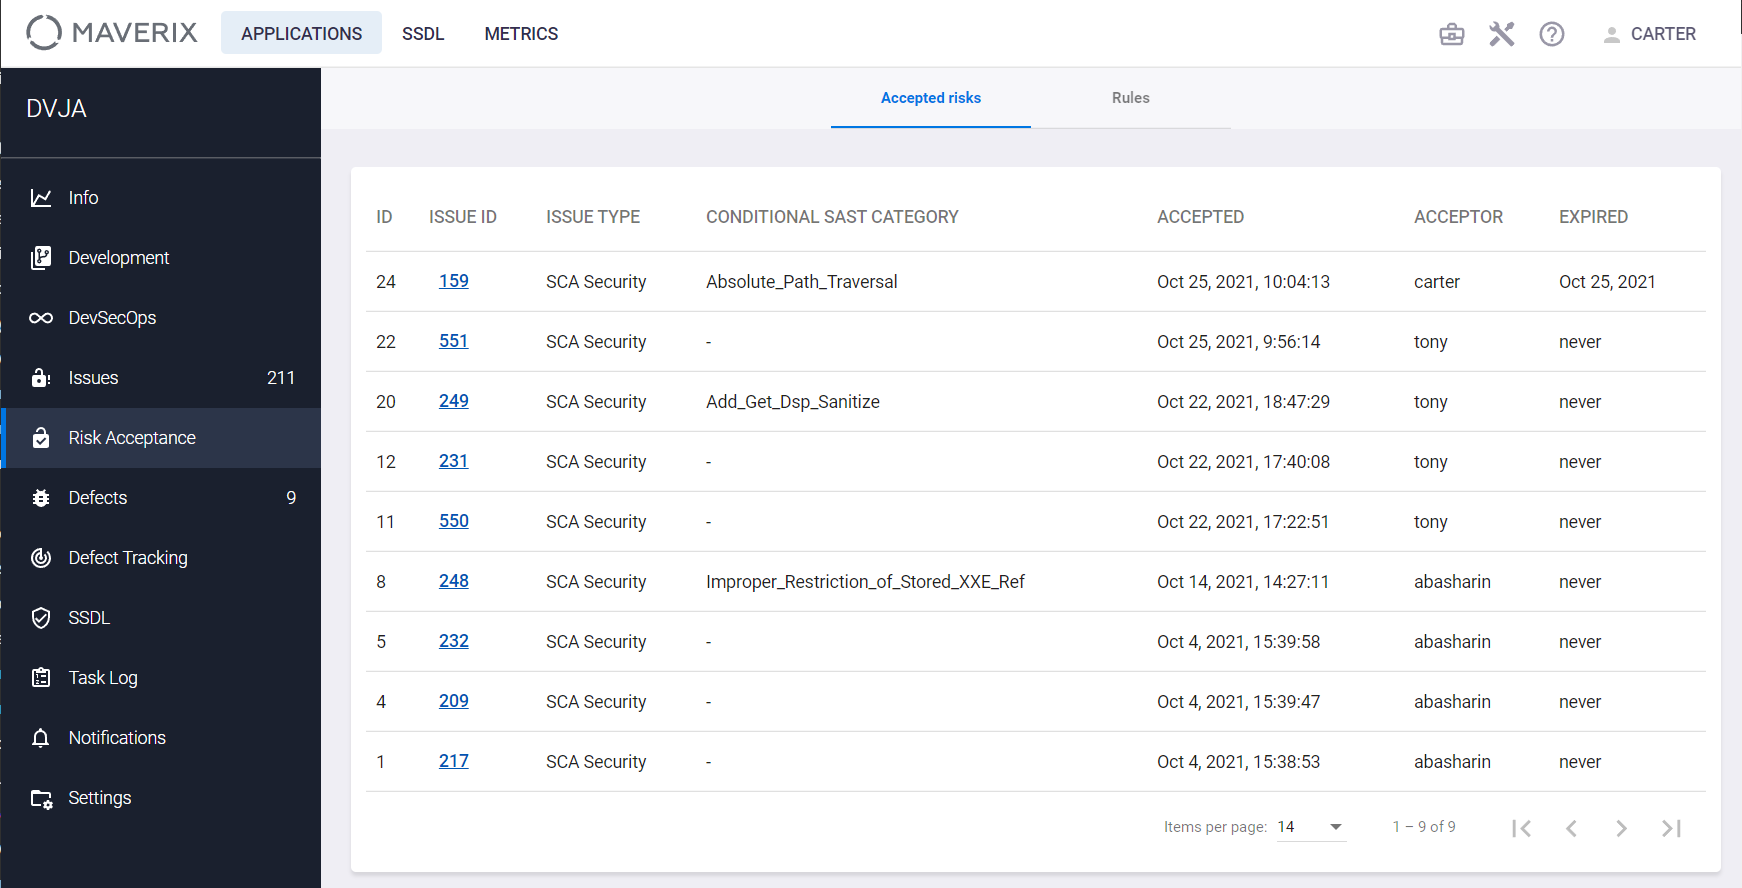 MAVERIX APPLICATIONS SSDL METRICS CARTER
DVJA
Info
Development
DevSecOps
Issues 211
Risk Acceptance
Defects 9
Defect Tracking
SSDL
Task Log
Notifications
Settings
Accepted risks Rules
ID ISSUE ID ISSUE TYPE CONDITIONAL SAST CATEGORY ACCEPTED ACCEPTOR EXPIRED
24 159 SCA Security Absolute_Path_Traversal Oct 25, 2021, 10:04:13 carter Oct 25, 2021
22 551 SCA Security - Oct 25, 2021, 9:56:14 tony never
20 249 SCA Security Add_Get_Dsp_Sanitize Oct 22, 2021, 18:47:29 tony never
12 231 SCA Security - Oct 22, 2021, 17:40:08 tony never
11 550 SCA Security - Oct 22, 2021, 17:22:51 tony never
8 248 SCA Security Improper_Restriction_of_Stored_XXE_Ref Oct 14, 2021, 14:27:11 abasharin never
5 232 SCA Security - Oct 4, 2021, 15:39:58 abasharin never
4 209 SCA Security - Oct 4, 2021, 15:39:47 abasharin never
1 217 SCA Security - Oct 4, 2021, 15:38:53 abasharin never
Items per page: 14 1 – 9 of 9